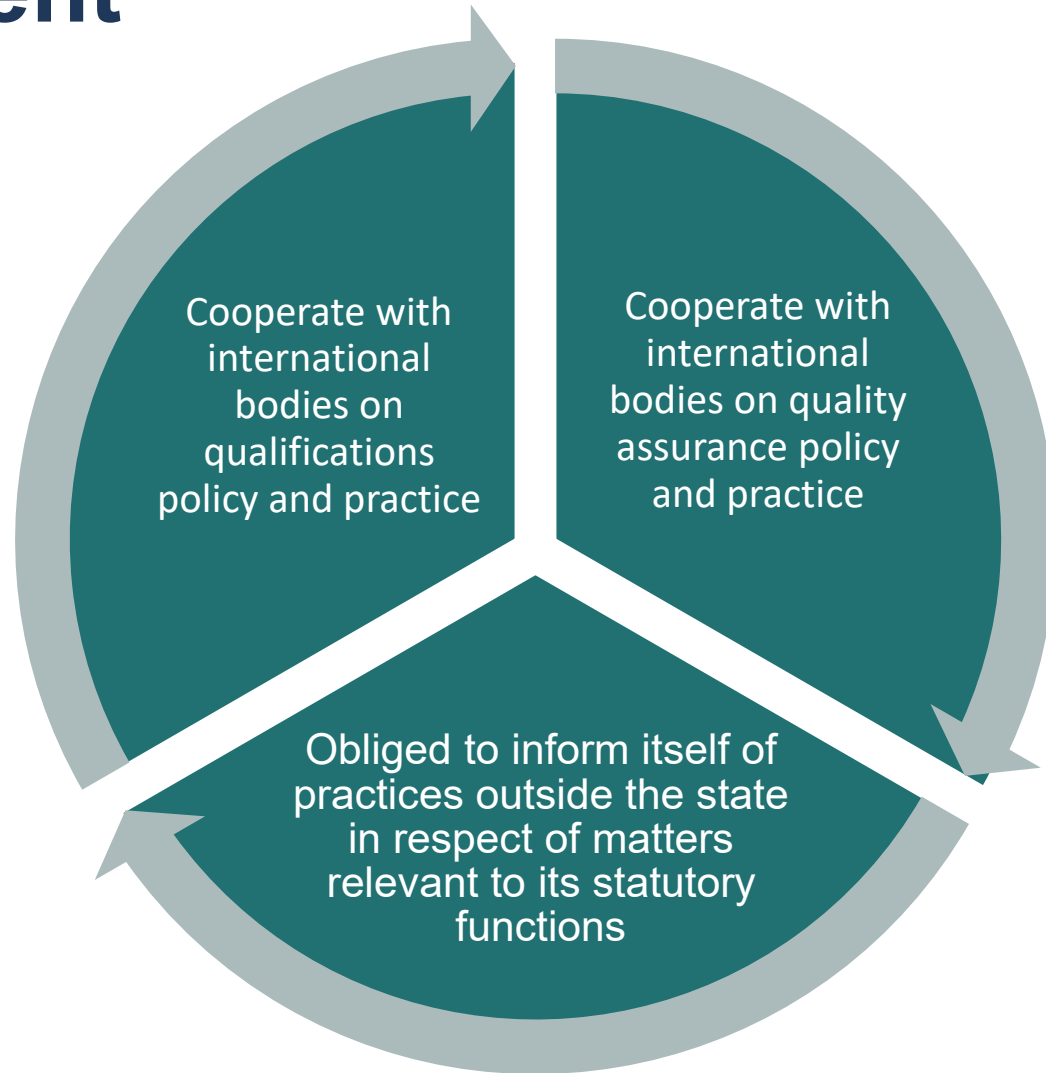 Cooperate with
international
bodies on
qualifications
policy and practice
Cooperate with
international
bodies on quality
assurance policy
and practice
Obliged to inform itself of
practices outside the state
in respect of matters
relevant to its statutory
functions